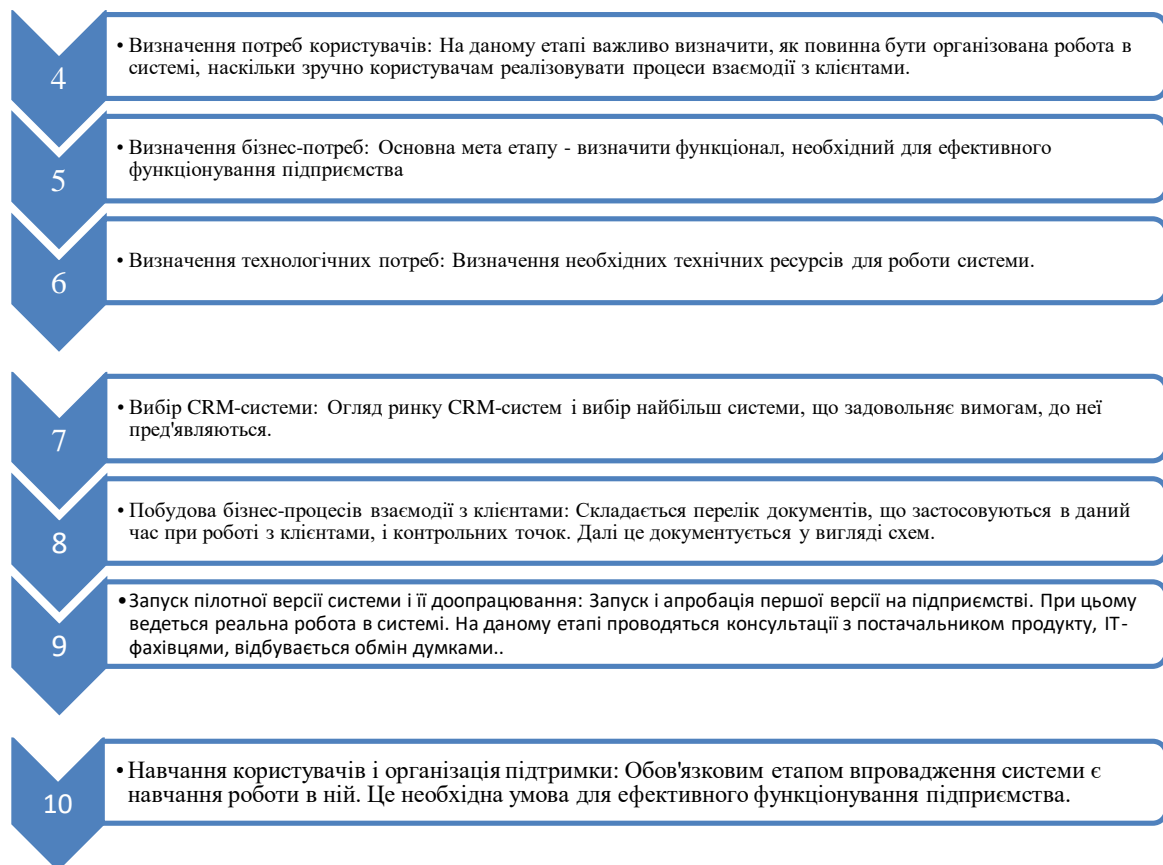 4
• Визначення потреб користувачів: На даному етапі важливо визначити, як повинна бути організована робота в
системі, наскільки зручно користувачам реалізовувати процеси взаємодії з клієнтами.
5
• Визначення бізнес-потреб: Основна мета етапу - визначити функціонал, необхідний для ефективного
функціонування підприємства
6
• Визначення технологічних потреб: Визначення необхідних технічних ресурсів для роботи системи.
7
• Вибір CRM-системи: Огляд ринку CRM-систем і вибір найбільш системи, що задовольняє вимогам, до неї
пред'являються.
8
• Побудова бізнес-процесів взаємодії з клієнтами: Складається перелік документів, що застосовуються в даний
час при роботі з клієнтами, і контрольних точок. Далі це документується у вигляді схем.
9
• Запуск пілотної версії системи і її доопрацювання: Запуск і апробація першої версії на підприємстві. При цьому
ведеться реальна робота в системі. На даному етапі проводяться консультації з постачальником продукту, ІТ-
фахівцями, відбувається обмін думками..
10
• Навчання користувачів і організація підтримки: Обов'язковим етапом впровадження системи є
навчання роботи в ній. Це необхідна умова для ефективного функціонування підприємства.